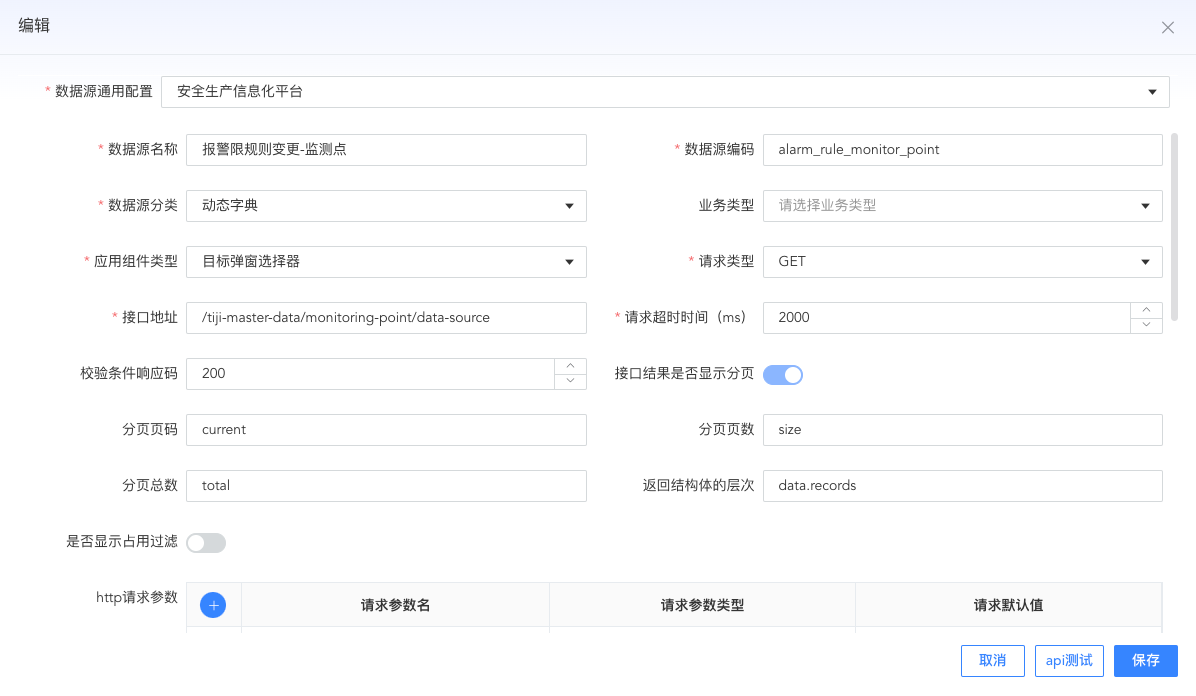 编辑
* 数据源通用配置 安全生产信息化平台
* 数据源名称 报警限规则变更-监测点 * 数据源编码 alarm_rule_monitor_point
* 数据源分类 动态字典 业务类型 请选择业务类型
* 应用组件类型 目标弹窗选择器 * 请求类型 GET
* 接口地址 /tiji-master-data/monitoring-point/data-source * 请求超时时间（ms） 2000
校验条件响应码 200 接口结果是否显示分页
分页页码 current 分页页数 size
分页总数 total 返回结构体的层次 data.records
是否显示占用过滤
http请求参数 请求参数名 请求参数类型 请求默认值
取消 api测试 保存